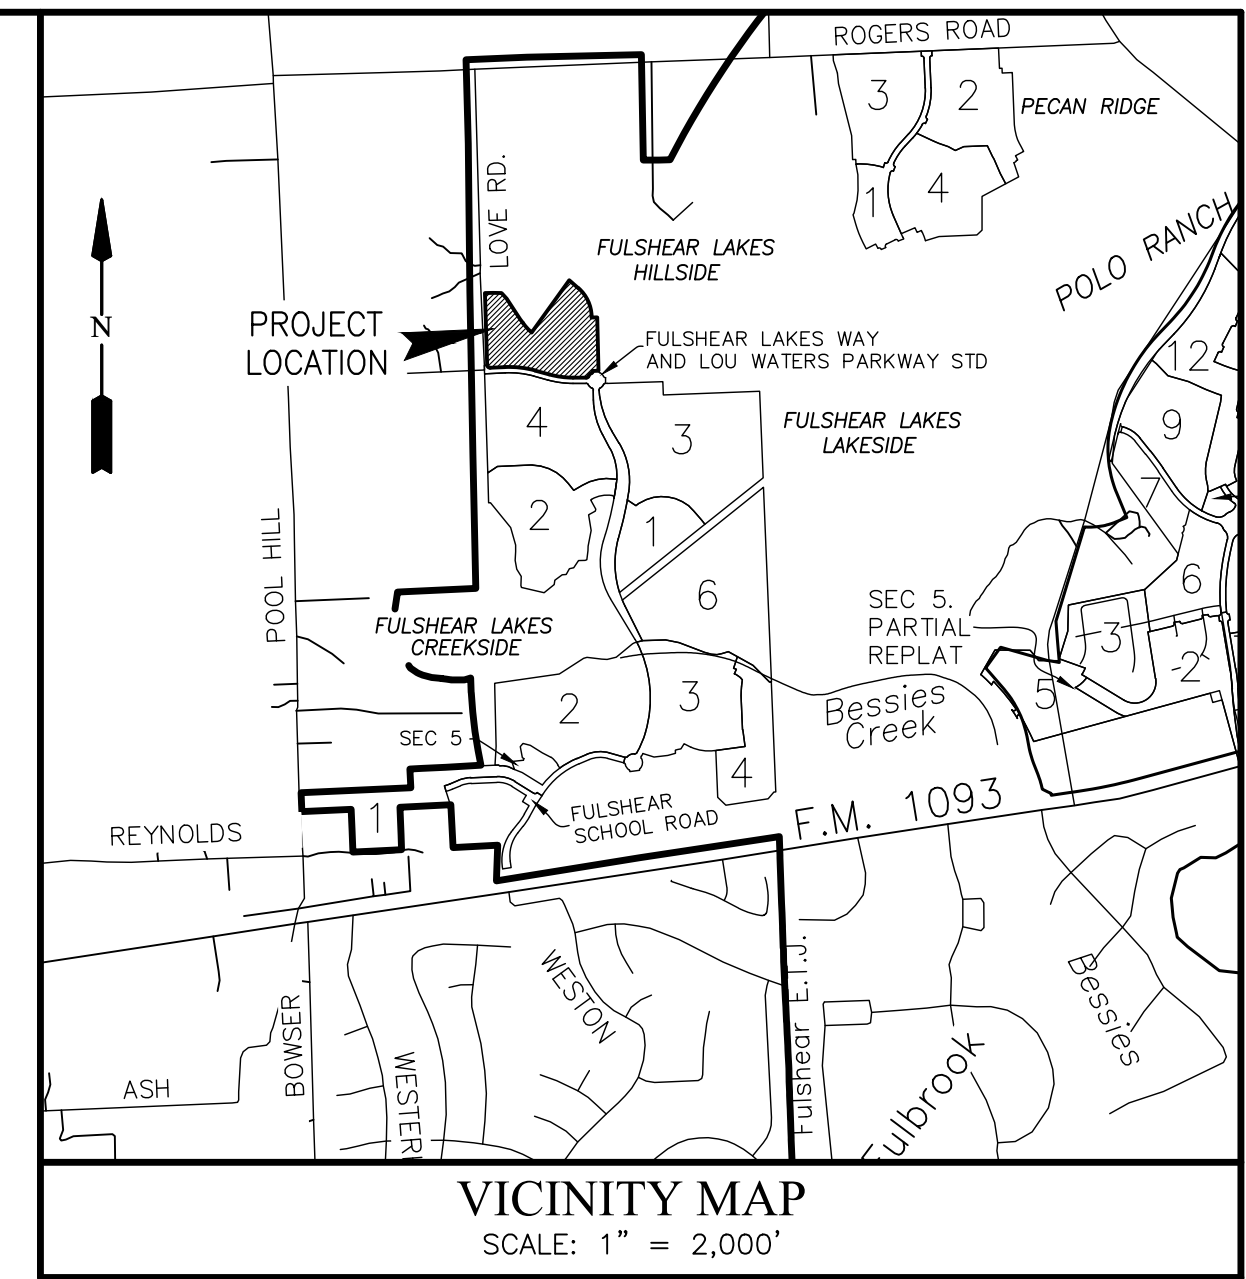 ROGERS ROAD
3
2
PECAN RIDGE
1
4
LOVE RD.
FULSHEAR LAKES
HILLSIDE
POLO RANCH
N
PROJECT
LOCATION
FULSHEAR LAKES WAY
AND LOU WATERS PARKWAY STD
12
4
3
FULSHEAR LAKES
LAKESIDE
9
7
2
1
POOL HILL
6
6
SEC 5.
PARTIAL
REPLAT
FULSHEAR LAKES
CREEKSIDE
3
2
5
2
3
Bessies
Creek
SEC 5
4
FULSHEAR
SCHOOL ROAD
F.M. 1093
1
REYNOLDS
WESTON
Fulshear E.T.J.
Bessies
BOWSER
ASH
Fulbrook
VICINITY MAP
SCALE: 1" = 2,000'